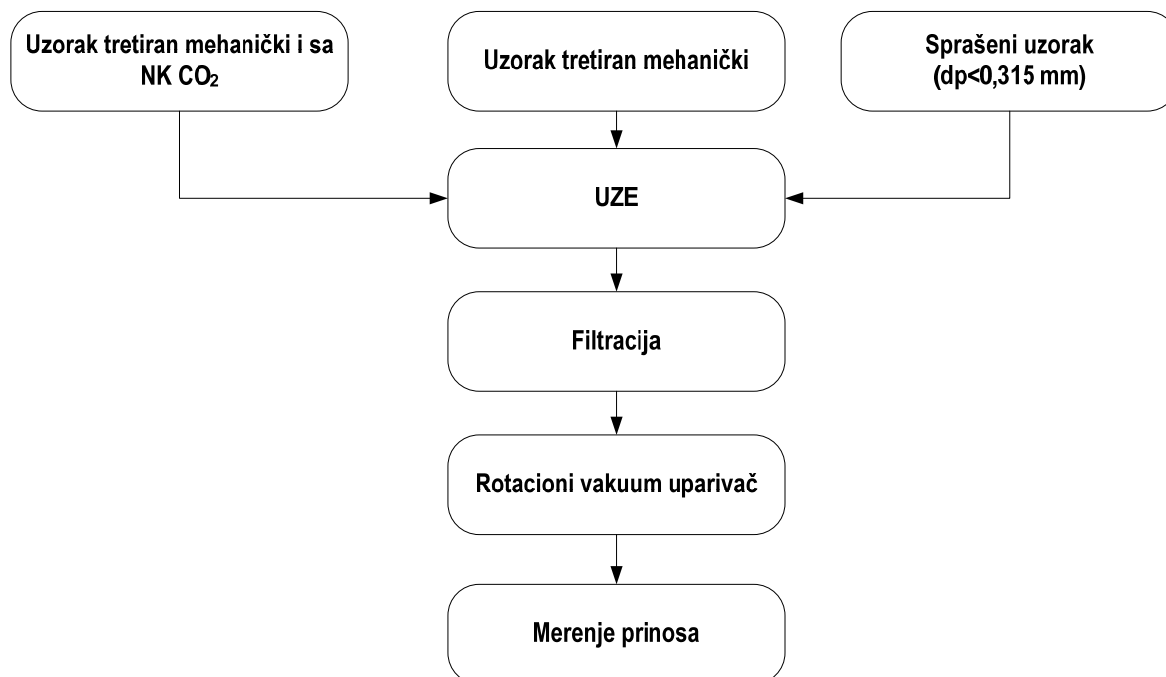 Uzorak tretiran mehanički i sa
NK CO₂
Uzorak tretiran mehanički
Sprašeni uzorak
(dp<0,315 mm)
UZE
Filtracija
Rotacioni vakuum uparivač
Merenje prinosa